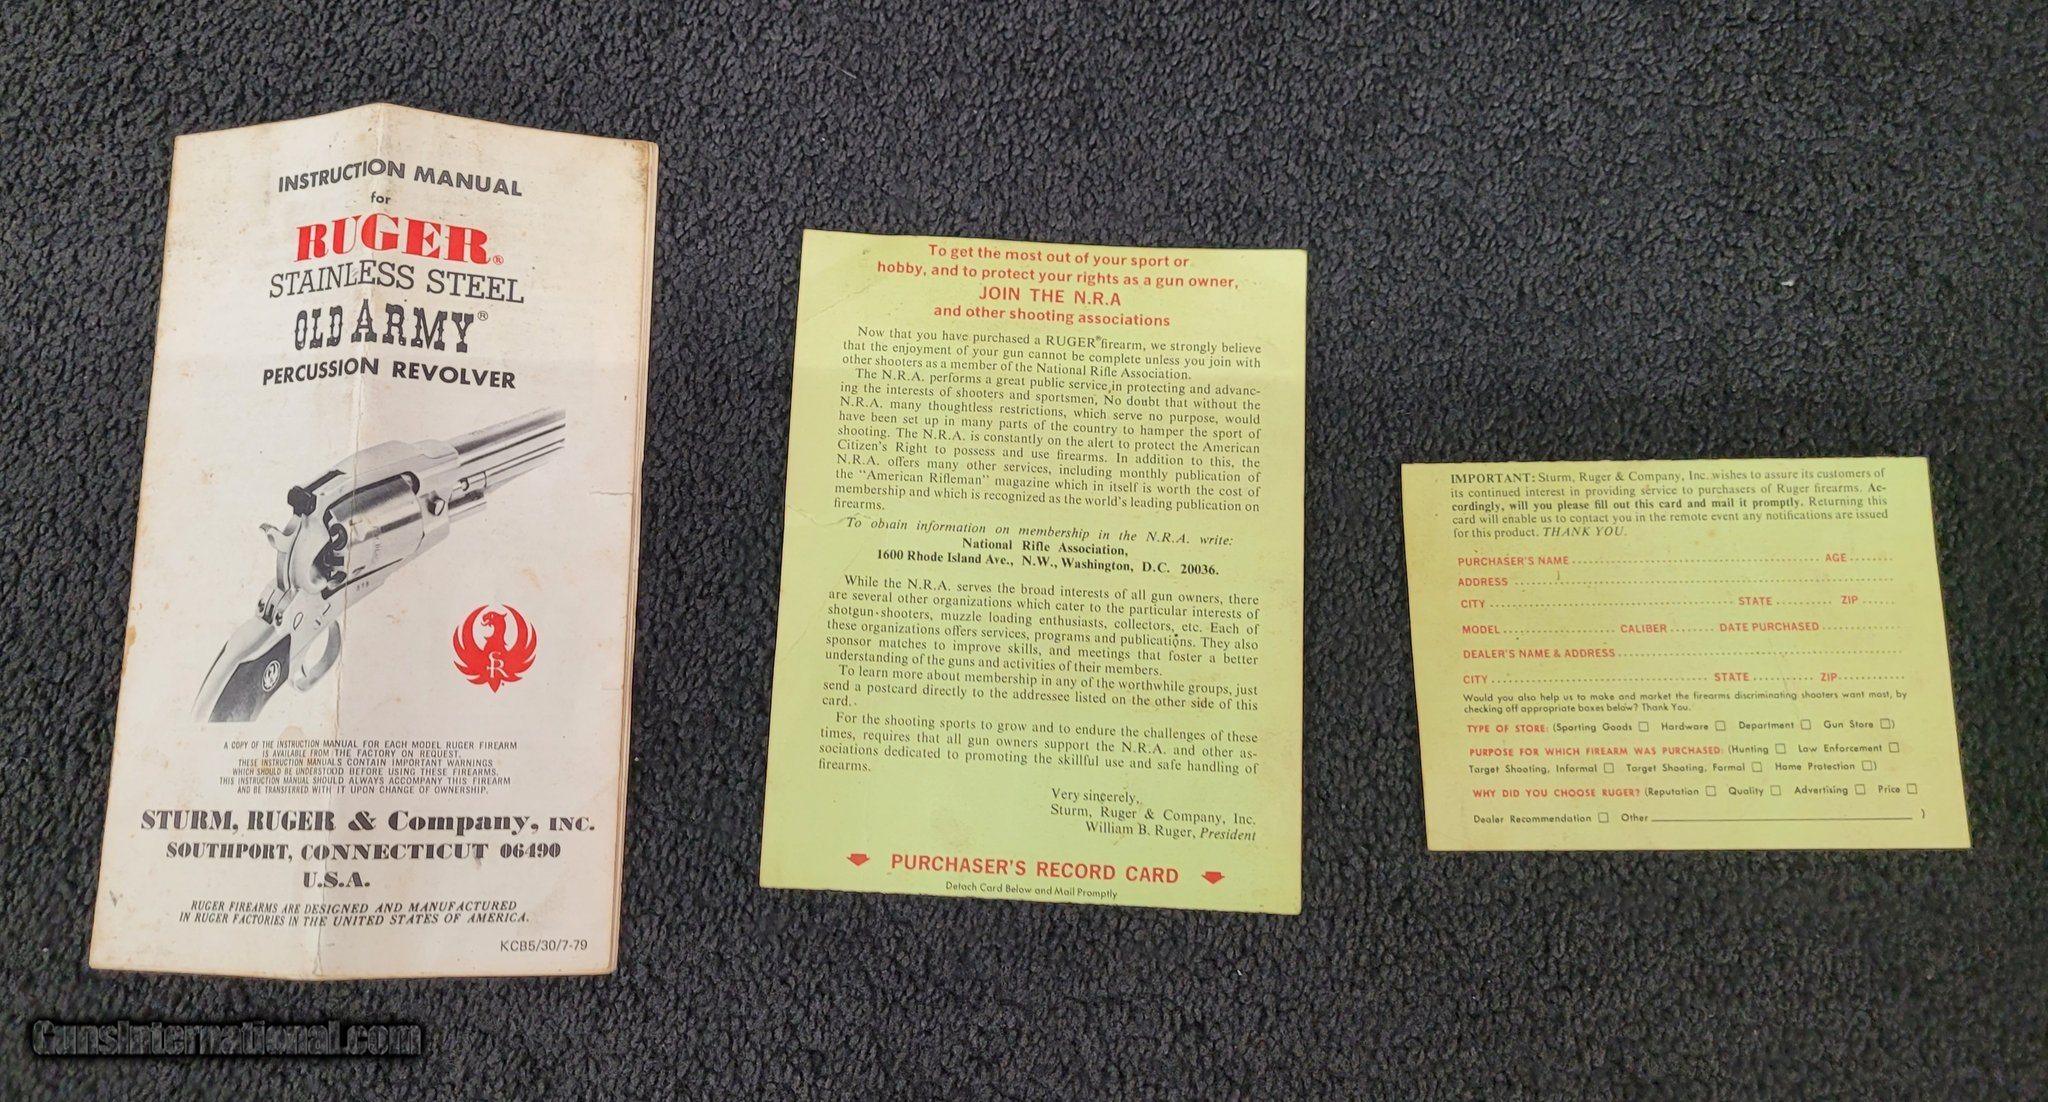 INSTRUCTION MANUAL
for
RUGER®
STAINLESS STEEL
OLD ARMY®
PERCUSSION REVOLVER
A COPY OF THE INSTRUCTION MANUAL FOR EACH MODEL RUGER FIREARM
IS AVAILABLE FROM THE FACTORY ON REQUEST.
THESE INSTRUCTION MANUALS CONTAIN IMPORTANT WARNINGS
WHICH SHOULD BE UNDERSTOOD BEFORE USING THESE FIREARMS.
THIS INSTRUCTION MANUAL SHOULD ALWAYS ACCOMPANY THIS FIREARM
AND BE TRANSFERRED WITH IT UPON CHANGE OF OWNERSHIP.
STURM, RUGER & Company, INC.
SOUTHPORT, CONNECTICUT 06490
U.S.A.
RUGER FIREARMS ARE DESIGNED AND MANUFACTURED
IN RUGER FACTORIES IN THE UNITED STATES OF AMERICA.
KCB5/30/7-79
To get the most out of your sport or
hobby, and to protect your rights as a gun owner,
JOIN THE N.R.A
and other shooting associations
Now that you have purchased a RUGER® firearm, we strongly believe
that the enjoyment of your gun cannot be complete unless you join with
other shooters as a member of the National Rifle Association.
The N.R.A. performs a great public service in protecting and advanc-
ing the interests of shooters and sportsmen. No doubt that without the
N.R.A. many thoughtless restrictions, which serve no purpose, would
have been set up in many parts of the country to hamper the sport of
shooting. The N.R.A. is constantly on the alert to protect the American
Citizen's Right to possess and use firearms. In addition to this, the
N.R.A. offers many other services, including monthly publication of
the "American Rifleman" magazine which in itself is worth the cost of
membership and which is recognized as the world's leading publication on
firearms.
To obtain information on membership in the N.R.A. write:
National Rifle Association,
1600 Rhode Island Ave., N.W., Washington, D.C. 20036.
While the N.R.A. serves the broad interests of all gun owners, there
are several other organizations which cater to the particular interests of
shotgun-shooters, muzzle loading enthusiasts, collectors, etc. Each of
these organizations offers services, programs and publications. They also
sponsor matches to improve skills, and meetings that foster a better
understanding of the guns and activities of their members.
To learn more about membership in any of the worthwhile groups, just
send a postcard directly to the addressee listed on the other side of this
card.
For the shooting sports to grow and to endure the challenges of these
times, requires that all gun owners support the N.R.A. and other as-
sociations dedicated to promoting the skillful use and safe handling of
firearms.
Very sincerely,
Sturm, Ruger & Company, Inc.
William B. Ruger, President
PURCHASER'S RECORD CARD
Detach Card Below and Mail Promptly
IMPORTANT: Sturm, Ruger & Company, Inc. wishes to assure its customers of
its continued interest in providing service to purchasers of Ruger firearms. Ac-
cordingly, will you please fill out this card and mail it promptly. Returning this
card will enable us to contact you in the remote event any notifications are issued
for this product. THANK YOU.
PURCHASER'S NAME AGE
ADDRESS
CITY STATE ZIP
MODEL CALIBER DATE PURCHASED
DEALER'S NAME & ADDRESS
CITY STATE ZIP
Would you also help us to make and market the firearms discriminating shooters want most, by
checking off appropriate boxes below? Thank You.
TYPE OF STORE: (Sporting Goods □ Hardware □ Department □ Gun Store □)
PURPOSE FOR WHICH FIREARM WAS PURCHASED: (Hunting □ Law Enforcement □
Target Shooting, Informal □ Target Shooting, Formal □ Home Protection □)
WHY DID YOU CHOOSE RUGER? (Reputation □ Quality □ Advertising □ Price □
Dealer Recommendation □ Other )
GunsInternational.com